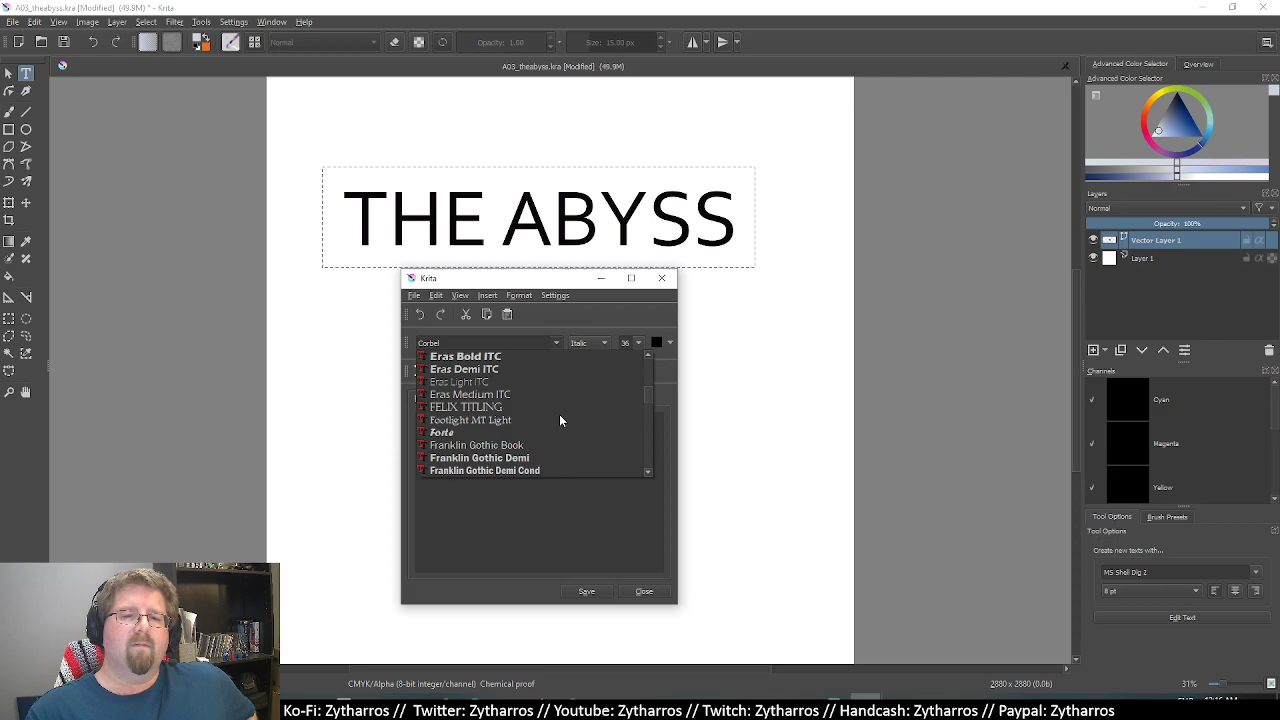 A03_theabyss.kra [Modified] (49.9M) * - Krita
File Edit View Image Layer Select Filter Tools Settings Window Help
Normal Opacity: 1.00 Size: 15.00 px
A03_theabyss.kra [Modified] (49.9M)
Advanced Color Selector Overview
Advanced Color Selector
THE ABYSS
Layers
Normal
Opacity: 100%
Vector Layer 1
Layer 1
Krita
File Edit View Insert Format Settings
Corbel Italic 36
Eras Bold ITC
Eras Demi ITC
Eras Light ITC
Eras Medium ITC
FELIX TITLING
Footlight MT Light
Forte
Franklin Gothic Book
Franklin Gothic Demi
Franklin Gothic Demi Cond
Save Close
Channels
Cyan
Magenta
Yellow
Tool Options Brush Presets
Tool Options
Create new texts with...
MS Shell Dlg 2
8 pt
Edit Text
CMYK/Alpha (8-bit integer/channel) Chemical proof
2880 x 2880 (0.0b)
31%
Ko-Fi: Zytharros // Twitter: Zytharros // Youtube: Zytharros // Twitch: Zytharros // Handcash: Zytharros // Paypal: Zytharros